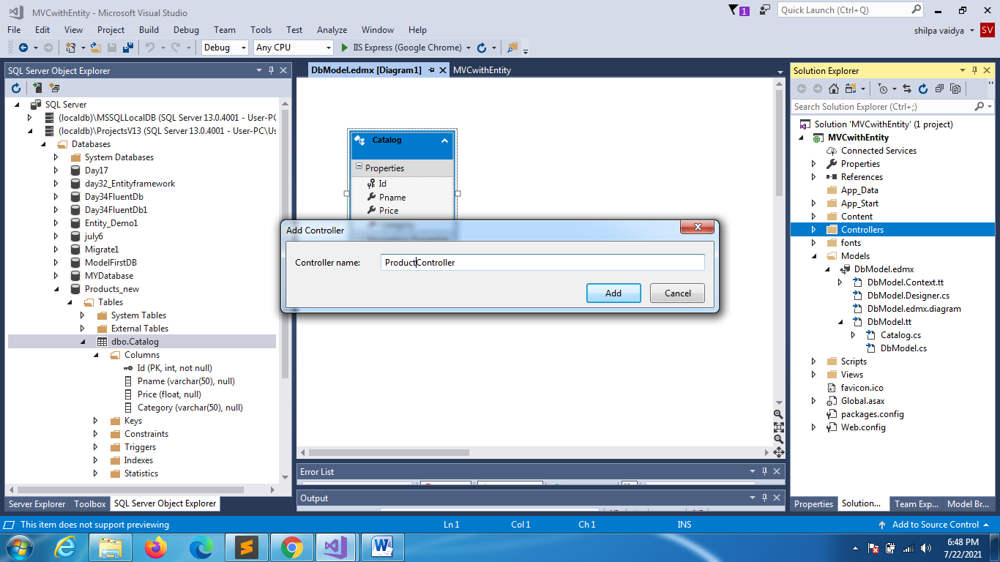 MVCwithEntity - Microsoft Visual Studio
1
Quick Launch (Ctrl+Q)
File Edit View Project Build Debug Team Tools Test Analyze Window Help
shilpa vaidya
SV
Debug
Any CPU
IIS Express (Google Chrome)
SQL Server Object Explorer
SQL Server
(localdb)\MSSQLLocalDB (SQL Server 13.0.4001 - User-PC
(localdb)\ProjectsV13 (SQL Server 13.0.4001 - User-PC\Us
Databases
System Databases
Day17
day32_Entityframework
Day34FluentDb
Day34FluentDb1
Entity_Demo1
july6
Migrate1
ModelFirstDB
MYDatabase
Products_new
Tables
System Tables
External Tables
dbo.Catalog
Columns
Id (PK, int, not null)
Pname (varchar(50), null)
Price (float, null)
Category (varchar(50), null)
Keys
Constraints
Triggers
Indexes
Statistics
Server Explorer Toolbox SQL Server Object Explorer
DbModel.edmx [Diagram1]
MVCwithEntity
Catalog
Properties
Id
Pname
Price
Add Controller
Controller name:
ProductController
Add
Cancel
Error List
Output
Solution Explorer
Search Solution Explorer (Ctrl+;)
Solution 'MVCwithEntity' (1 project)
MVCwithEntity
Connected Services
Properties
References
App_Data
App_Start
Content
Controllers
fonts
Models
DbModel.edmx
DbModel.Context.tt
DbModel.Designer.cs
DbModel.edmx.diagram
DbModel.tt
Catalog.cs
DbModel.cs
Scripts
Views
favicon.ico
Global.asax
packages.config
Web.config
Properties Solution... Team Exp... Model Br...
This item does not support previewing
Ln 1
Col 1
Ch 1
INS
Add to Source Control
6:48 PM
7/22/2021